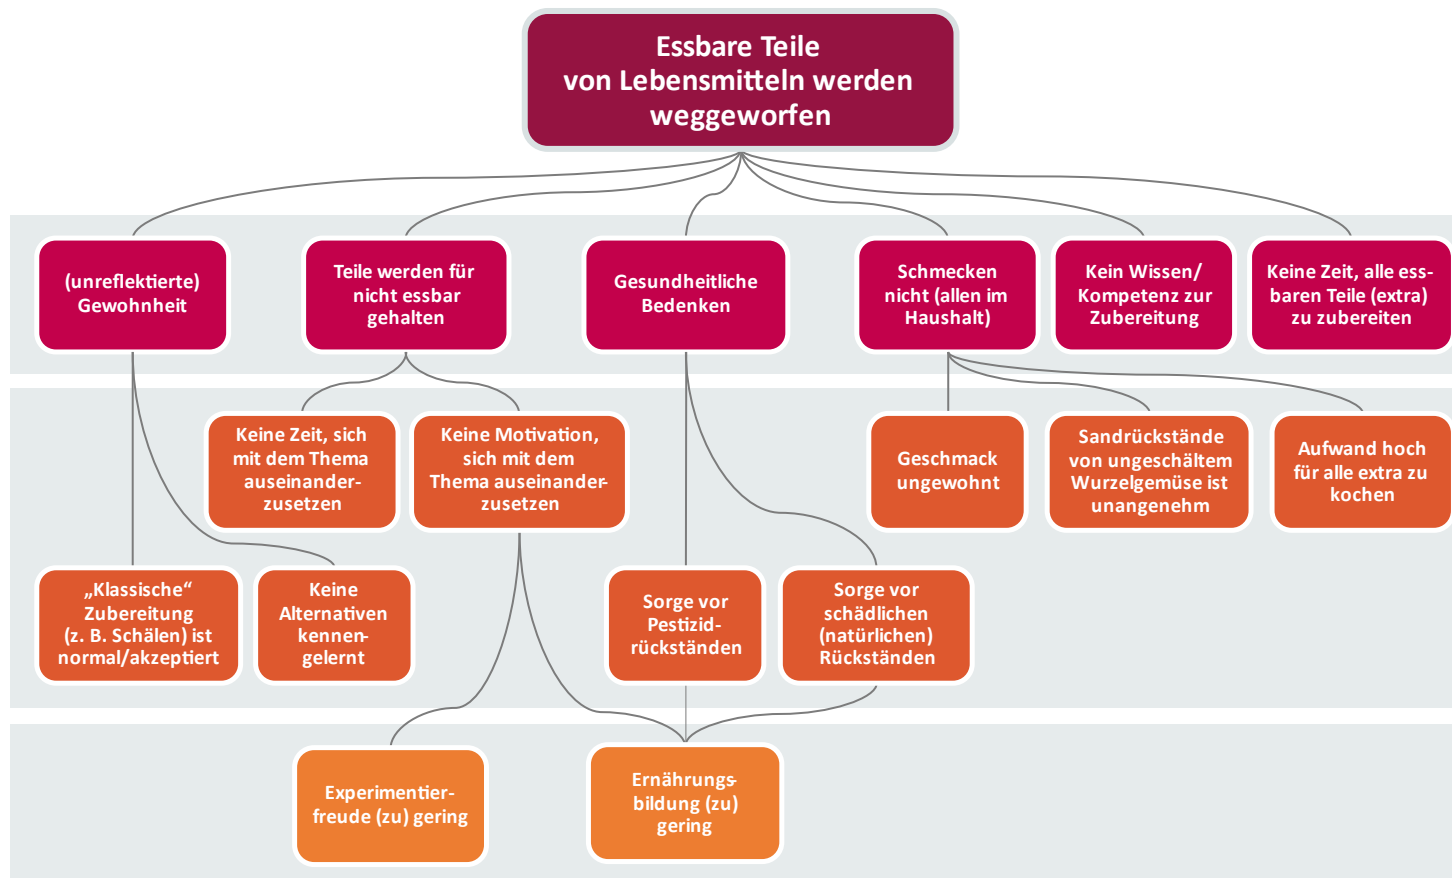 Essbare Teile
von Lebensmitteln werden
weggeworfen
(unreflektierte)
Gewohnheit
Teile werden für
nicht essbar
gehalten
Gesundheitliche
Bedenken
Schmecken
nicht (allen im
Haushalt)
Kein Wissen/
Kompetenz zur
Zubereitung
Keine Zeit, alle ess-
baren Teile (extra)
zu zubereiten
Keine Zeit, sich
mit dem Thema
auseinander-
zusetzen
Keine Motivation,
sich mit dem
Thema auseinander-
zusetzen
Geschmack
ungewohnt
Sandrückstände
von ungeschältem
Wurzelgemüse ist
unangenehm
Aufwand hoch
für alle extra zu
kochen
„Klassische“
Zubereitung
(z. B. Schälen) ist
normal/akzeptiert
Keine
Alternativen
kennen-
gelernt
Sorge vor
Pestizid-
rückständen
Sorge vor
schädlichen
(natürlichen)
Rückständen
Experimentier-
freude (zu) gering
Ernährungs-
bildung (zu)
gering